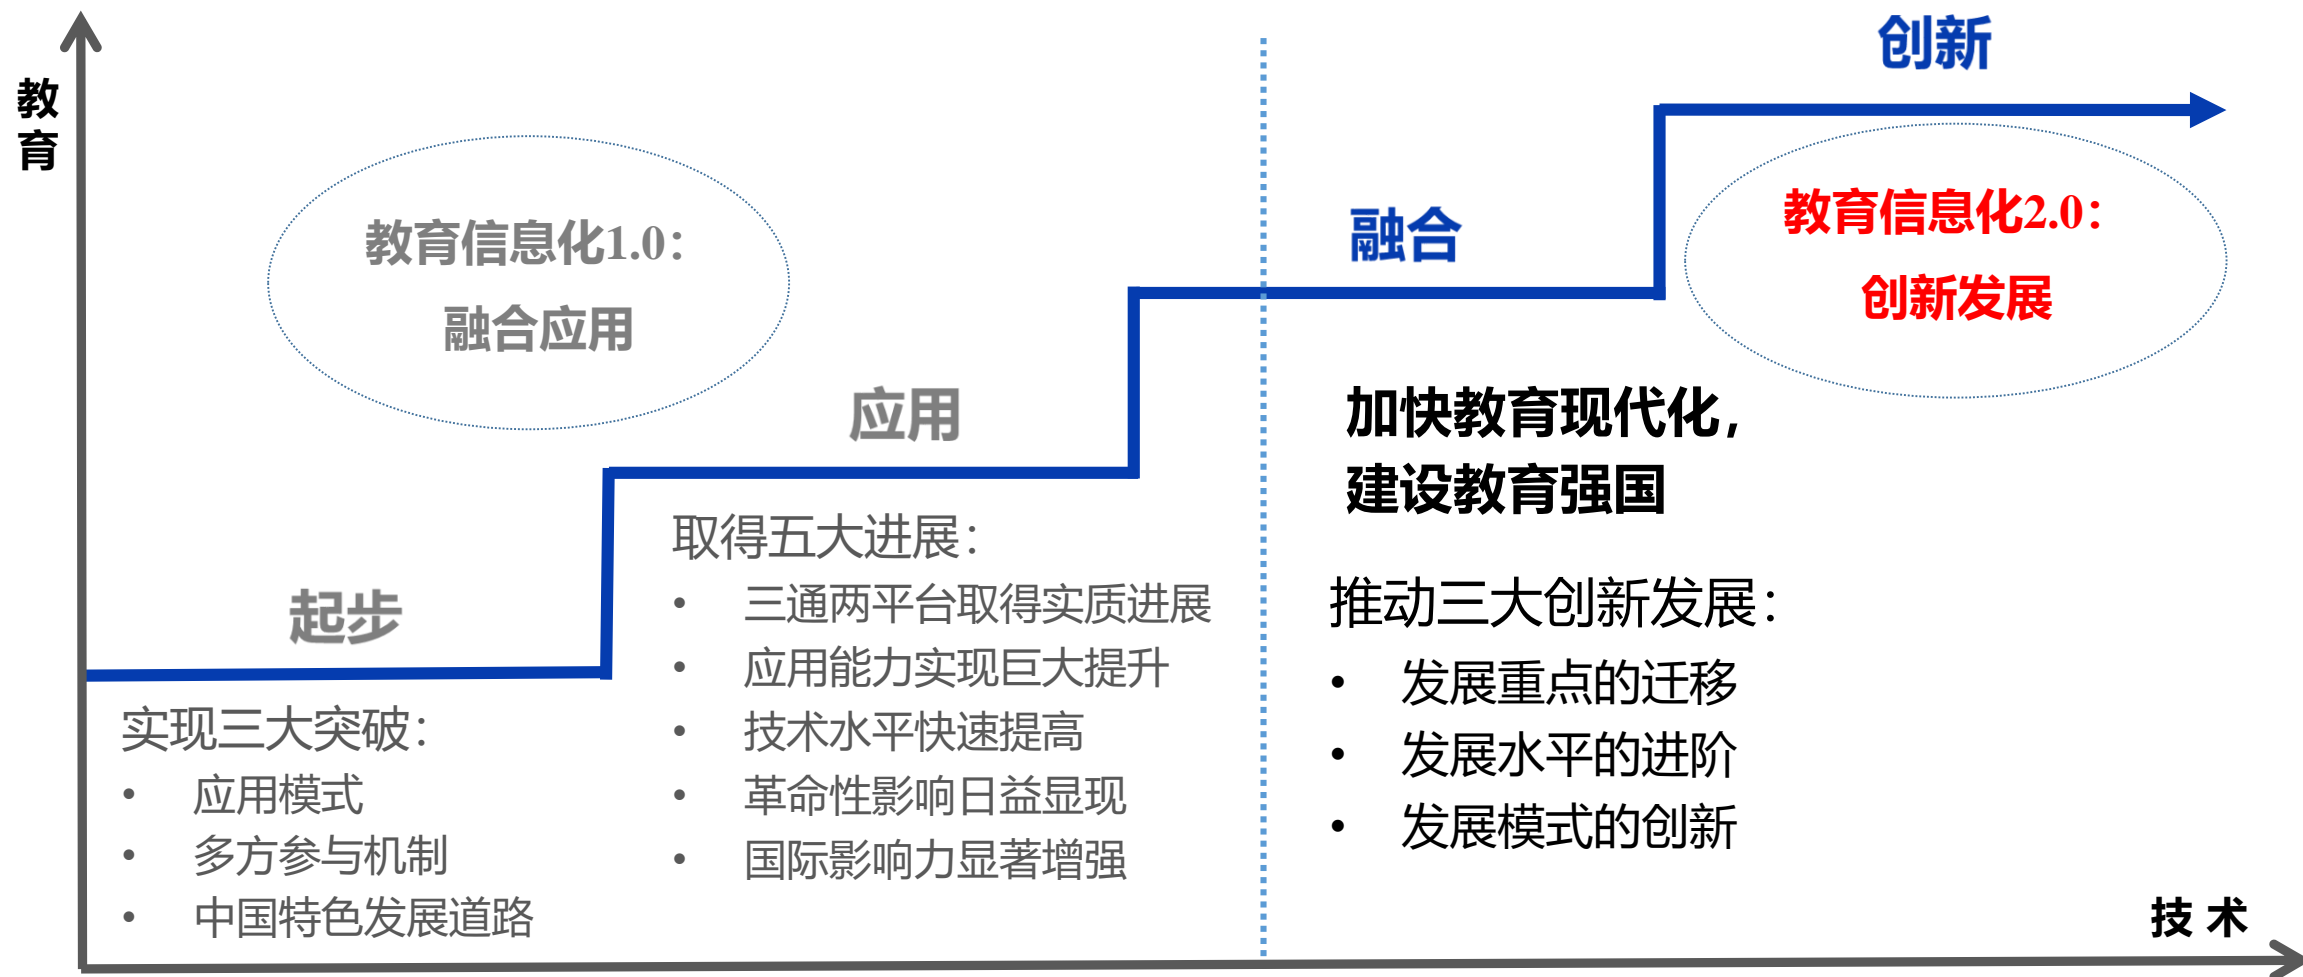 教
育
教育信息化1.0：
融合应用
起步
实现三大突破：
• 应用模式
• 多方参与机制
• 中国特色发展道路
应用
取得五大进展：
• 三通两平台取得实质进展
• 应用能力实现巨大提升
• 技术水平快速提高
• 革命性影响日益显现
• 国际影响力显著增强
融合
创新
教育信息化2.0：
创新发展
加快教育现代化，
建设教育强国
推动三大创新发展：
• 发展重点的迁移
• 发展水平的进阶
• 发展模式的创新
技 术